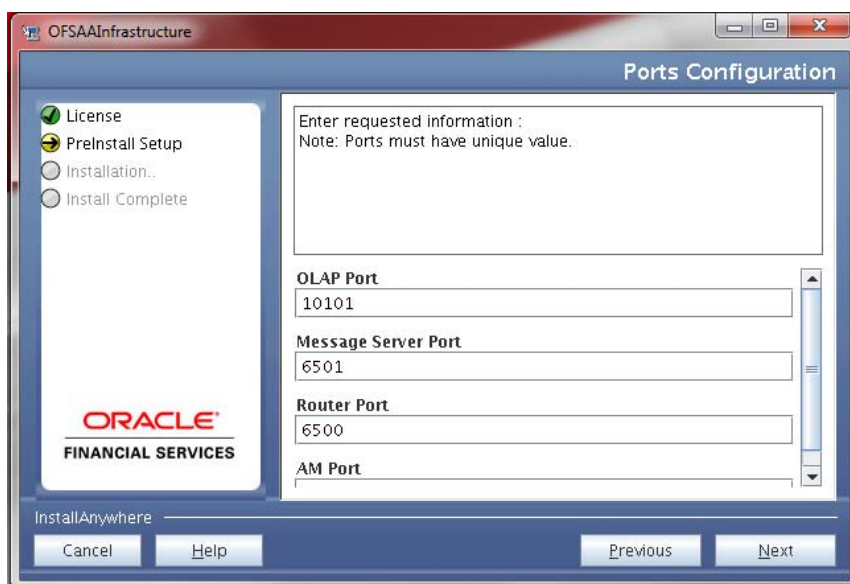 OFSAAInfrastructure
Ports Configuration
License
PreInstall Setup
Installation..
Install Complete
ORACLE
FINANCIAL SERVICES
Enter requested information :
Note: Ports must have unique value.
OLAP Port
10101
Message Server Port
6501
Router Port
6500
AM Port
InstallAnywhere
Cancel
Help
Previous
Next